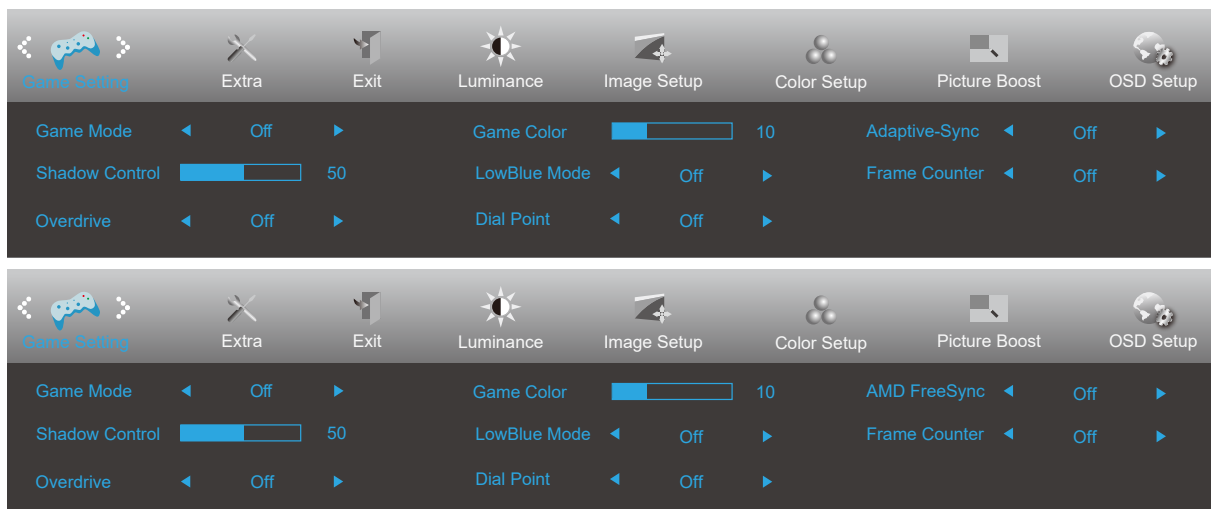 Game Setting Extra Exit Luminance Image Setup Color Setup Picture Boost OSD Setup
Game Mode Off Game Color 10 Adaptive-Sync Off
Shadow Control 50 LowBlue Mode Off Frame Counter Off
Overdrive Off Dial Point Off
Game Setting Extra Exit Luminance Image Setup Color Setup Picture Boost OSD Setup
Game Mode Off Game Color 10 AMD FreeSync Off
Shadow Control 50 LowBlue Mode Off Frame Counter Off
Overdrive Off Dial Point Off